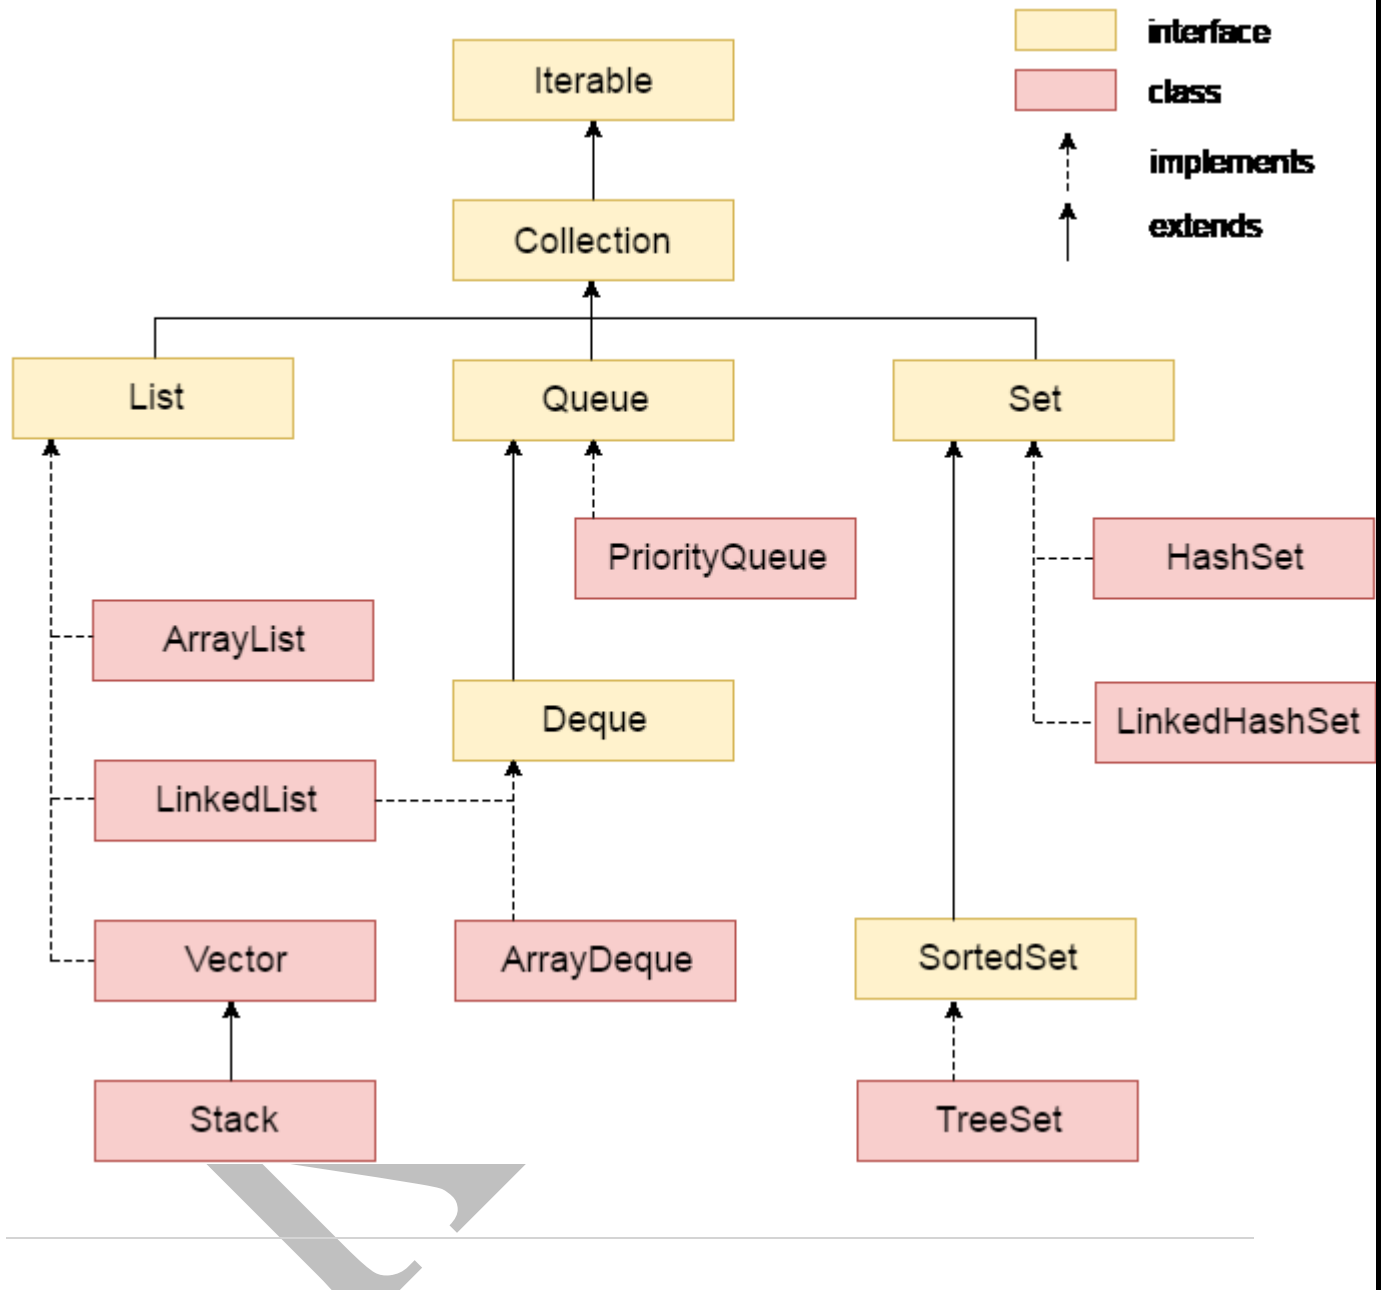 interface
Iterable
class
implements
extends
Collection
List
Queue
Set
PriorityQueue
HashSet
ArrayList
Deque
LinkedHashSet
LinkedList
Vector
ArrayDeque
SortedSet
Stack
TreeSet